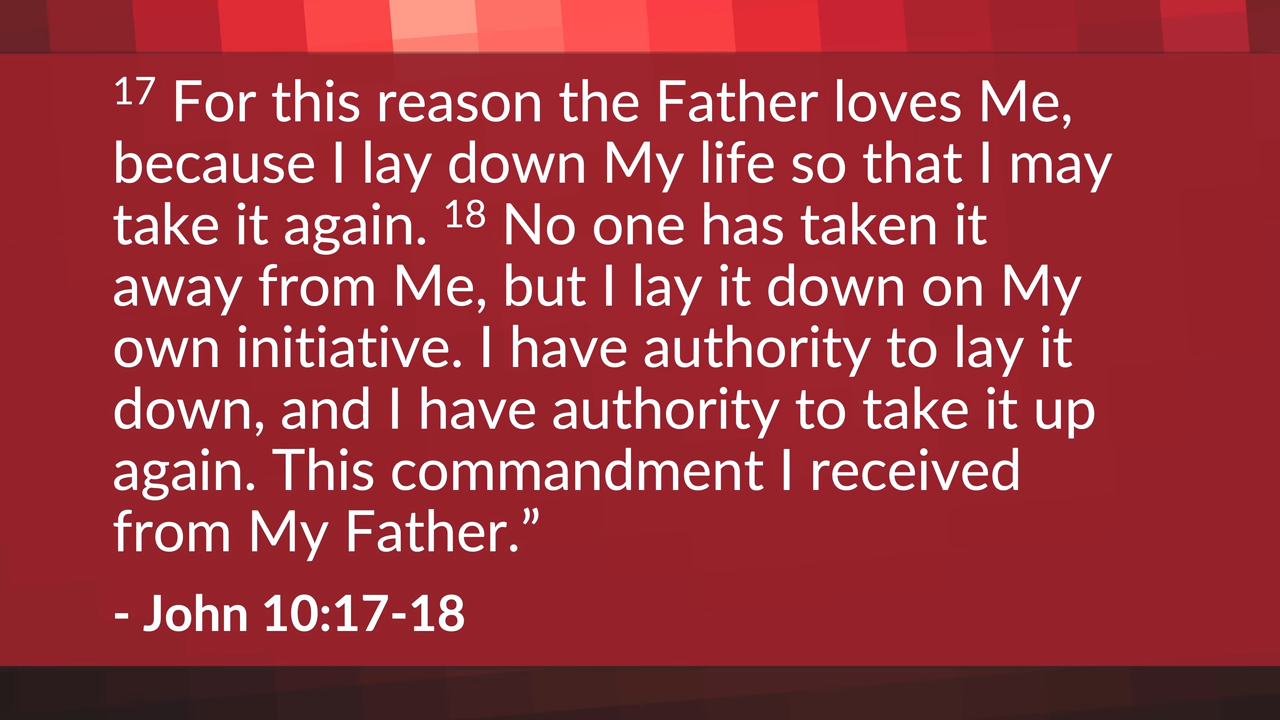 17 For this reason the Father loves Me,
because I lay down My life so that I may
take it again. 18 No one has taken it
away from Me, but I lay it down on My
own initiative. I have authority to lay it
down, and I have authority to take it up
again. This commandment I received
from My Father.”
- John 10:17-18